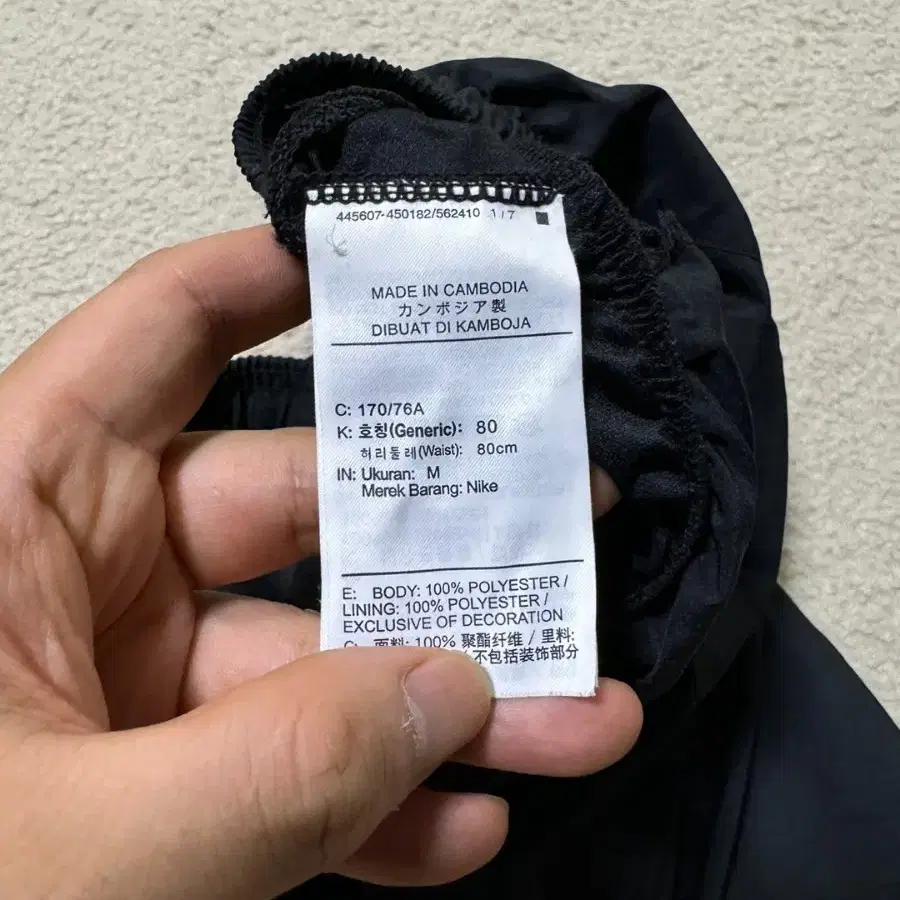 445607-450182/562410 1/7
MADE IN CAMBODIA
カンボジア製
DIBUAT DI KAMBOJA
C: 170/76A
K: 호칭(Generic): 80
허리둘레(Waist): 80cm
IN: Ukuran: M
Merek Barang: Nike
E: BODY: 100% POLYESTER /
LINING: 100% POLYESTER /
EXCLUSIVE OF DECORATION
C: 面料: 100% 聚酯纤维 / 里料:
/ 不包括装饰部分